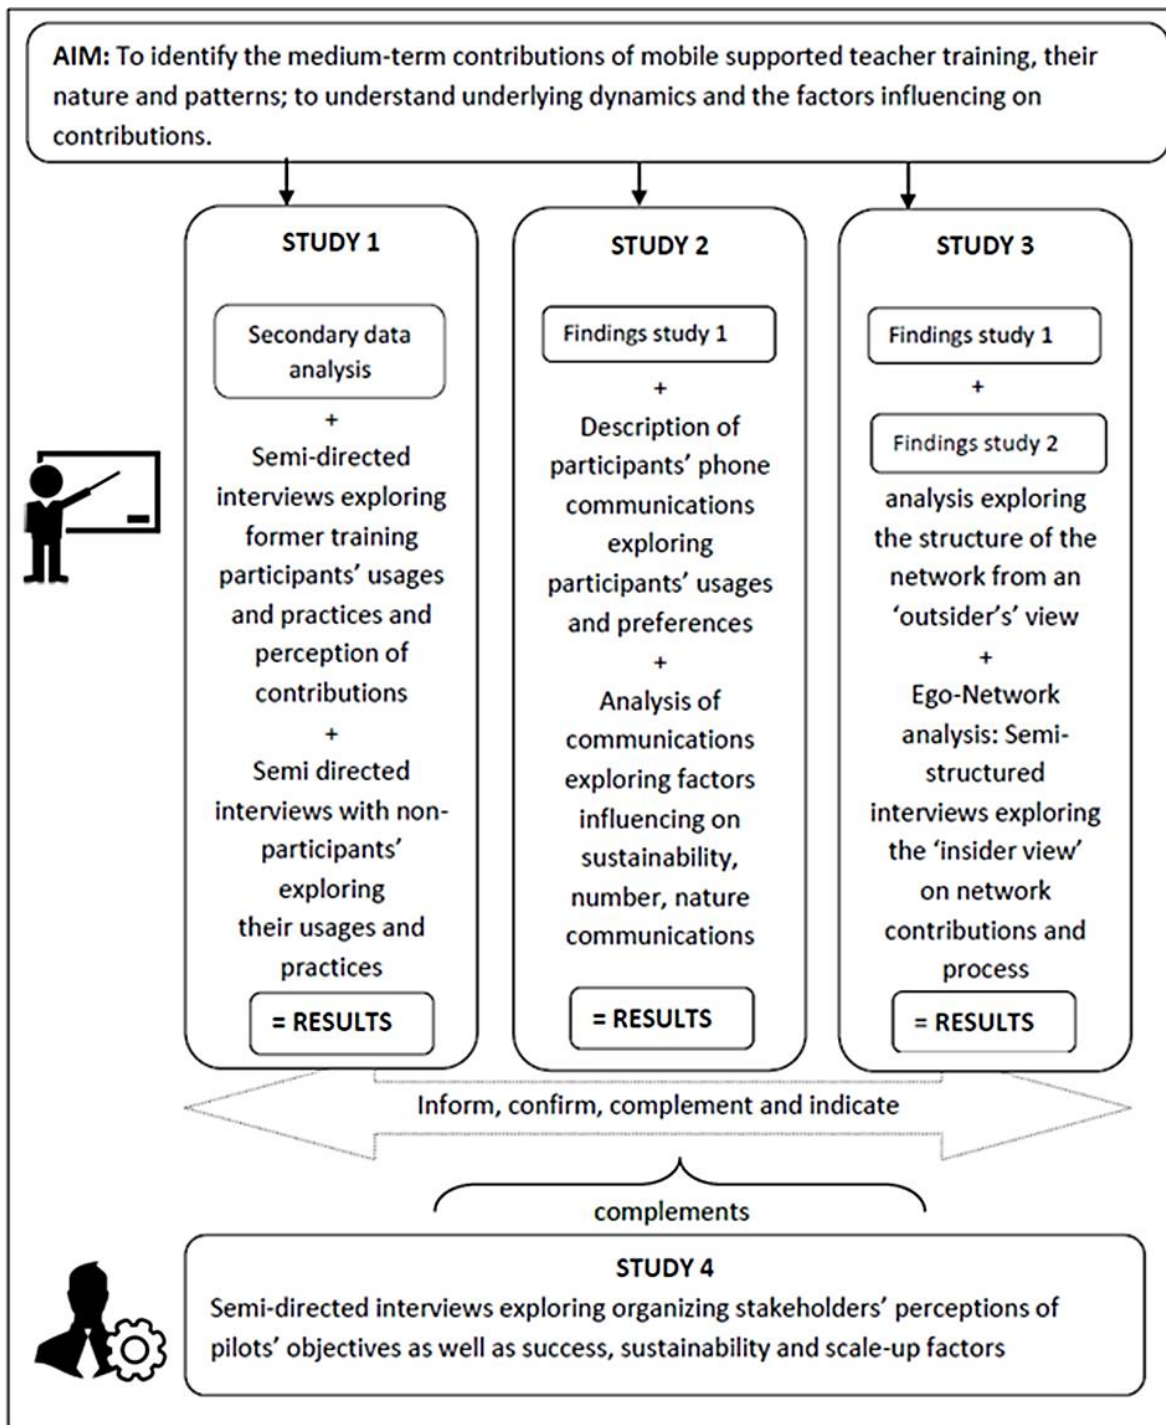 AIM: To identify the medium-term contributions of mobile supported teacher training, their
nature and patterns; to understand underlying dynamics and the factors influencing on
contributions.
STUDY 1
Secondary data
analysis
+
Semi-directed
interviews exploring
former training
participants’ usages
and practices and
perception of
contributions
+
Semi directed
interviews with non-
participants’
exploring
their usages and
practices
= RESULTS
STUDY 2
Findings study 1
+
Description of
participants’ phone
communications
exploring
participants’ usages
and preferences
+
Analysis of
communications
exploring factors
influencing on
sustainability,
number, nature
communications
= RESULTS
STUDY 3
Findings study 1
+
Findings study 2
analysis exploring
the structure of the
network from an
‘outsider’s’ view
+
Ego-Network
analysis: Semi-
structured
interviews exploring
the ‘insider view’
on network
contributions and
process
= RESULTS
Inform, confirm, complement and indicate
complements
STUDY 4
Semi-directed interviews exploring organizing stakeholders’ perceptions of
pilots’ objectives as well as success, sustainability and scale-up factors